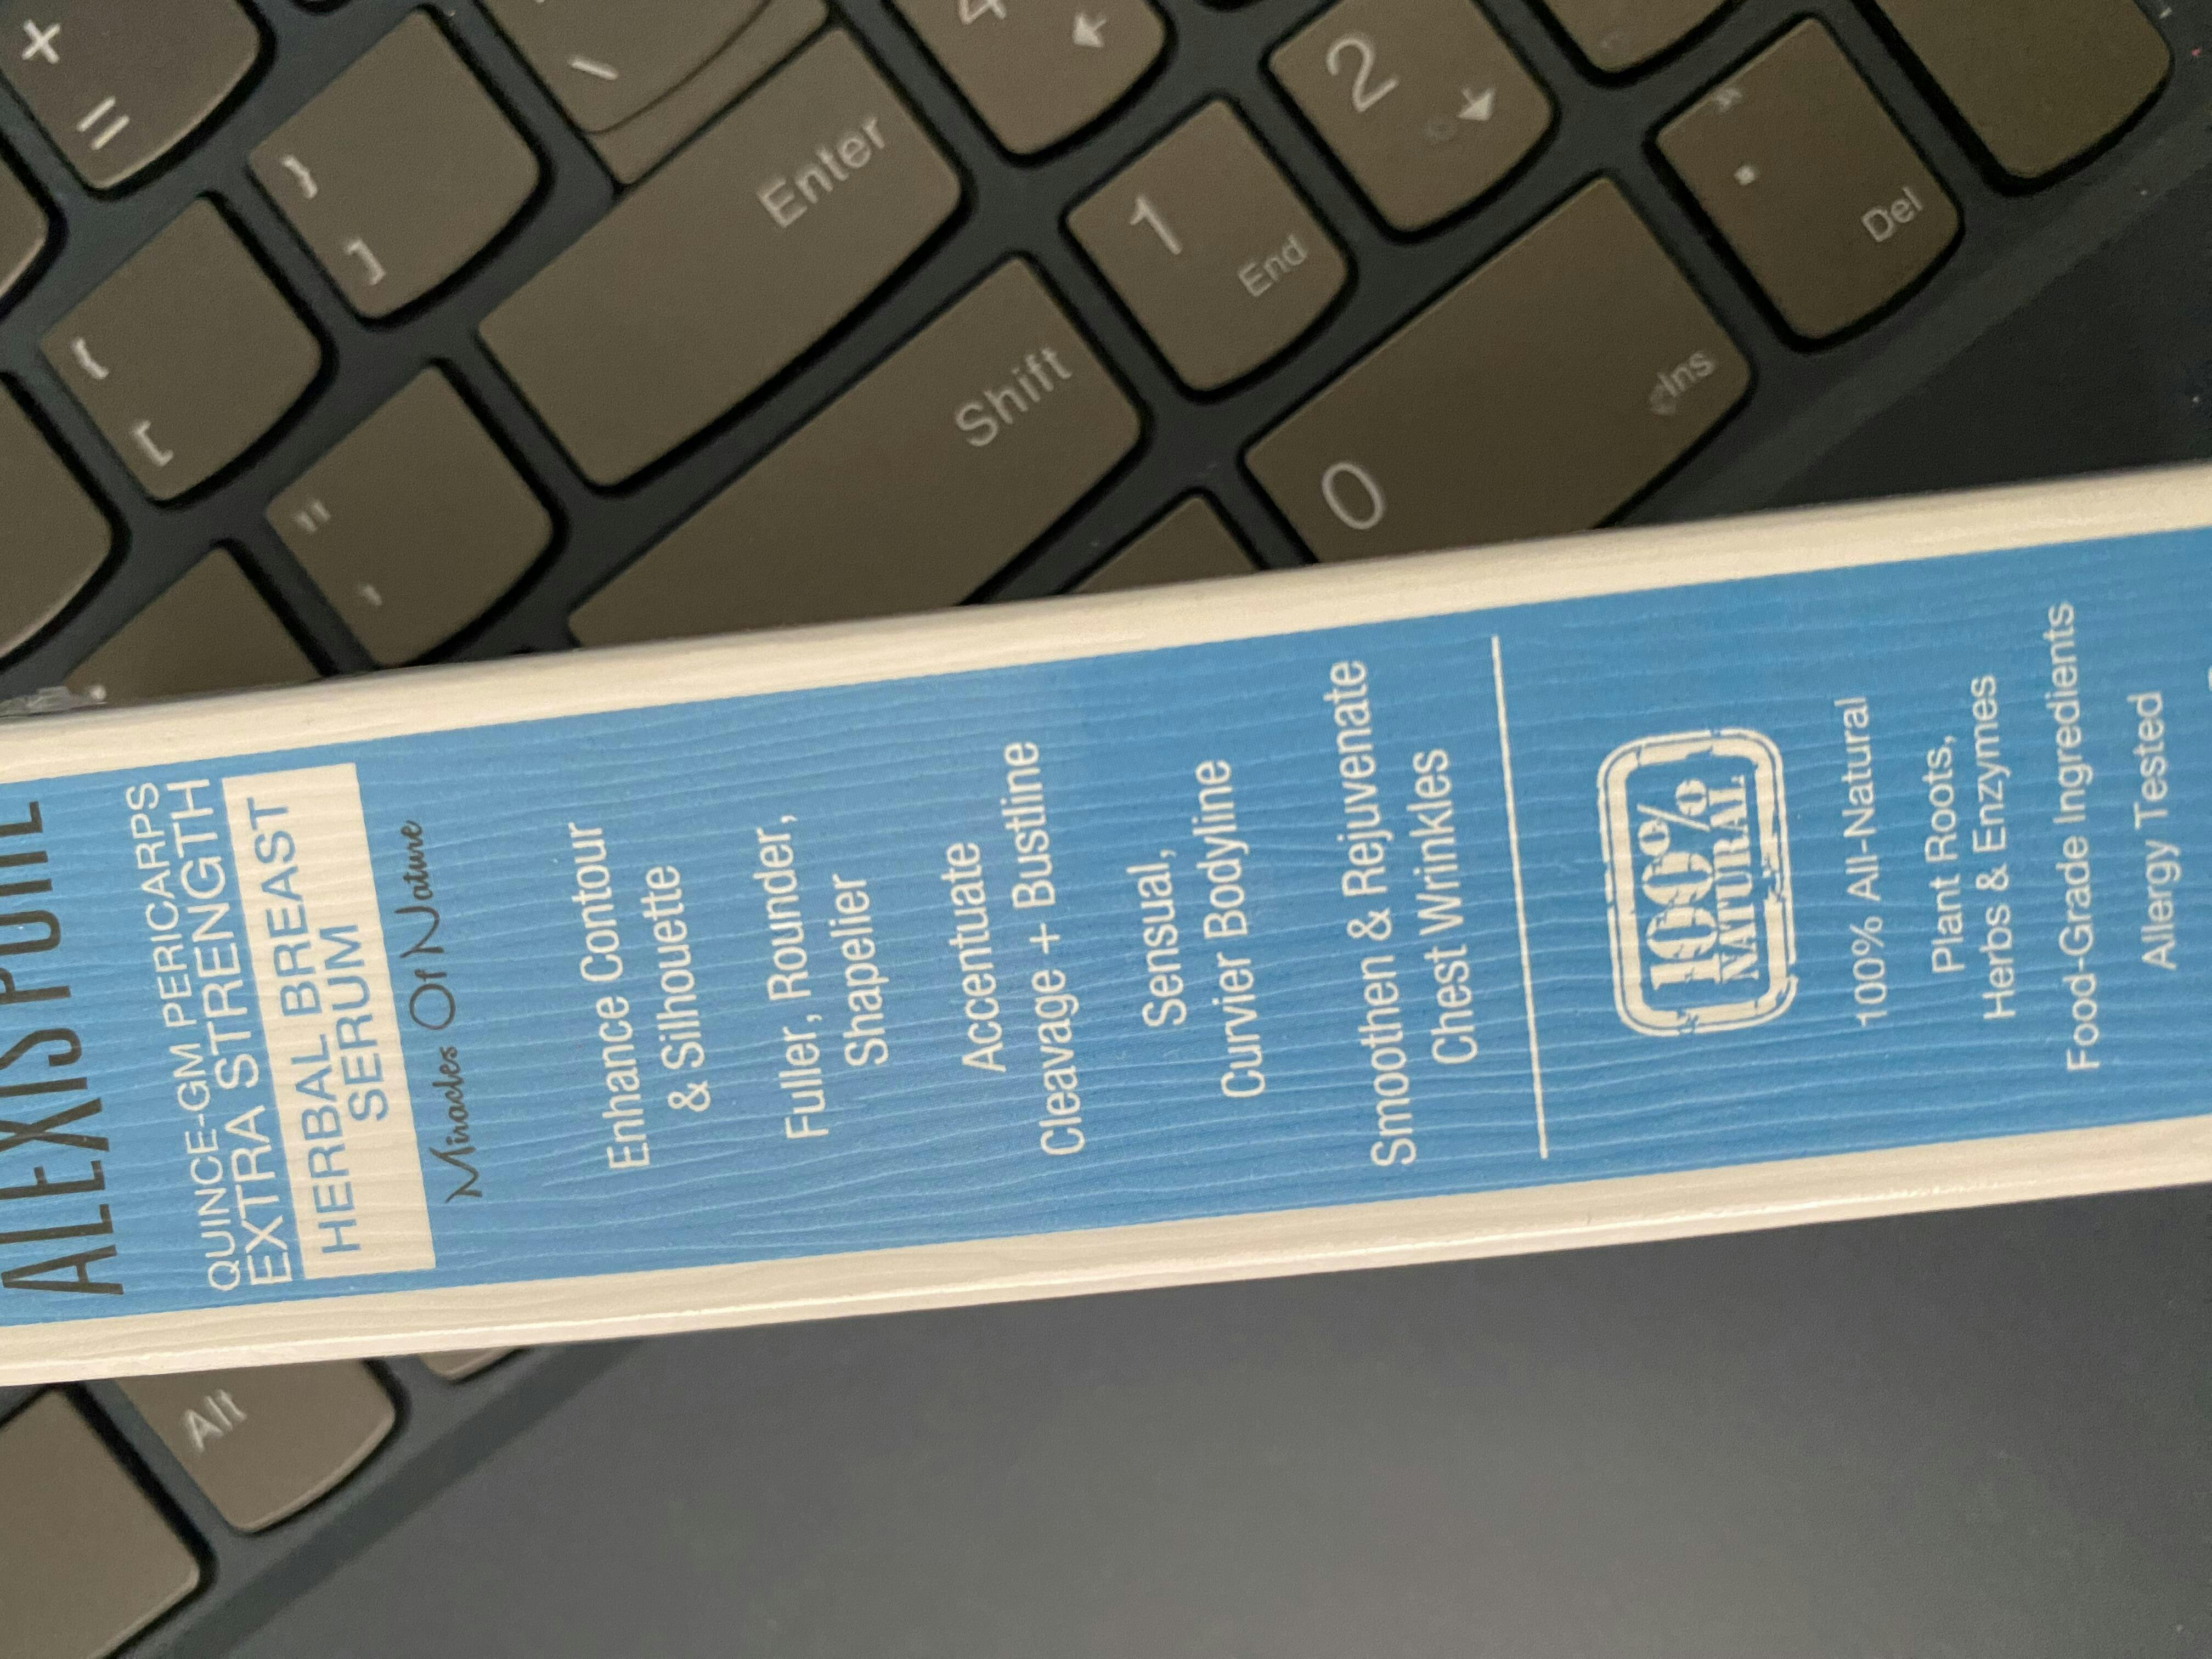 QUINCE-GM PERICARPS
EXTRA STRENGTH
HERBAL BREAST
SERUM
Miracles Of Nature
Enhance Contour
& Silhouette
Fuller, Rounder,
Shapelier
Accentuate
Cleavage + Bustline
Sensual,
Curvier Bodyline
Smoothen & Rejuvenate
Chest Wrinkles
100%
NATURAL
100% All-Natural
Plant Roots,
Herbs & Enzymes
Food-Grade Ingredients
Allergy Tested
+
=
}
]
\
Enter
4
2
1
End
{
[
"
'
Shift
0
Ins
.
Del
Alt